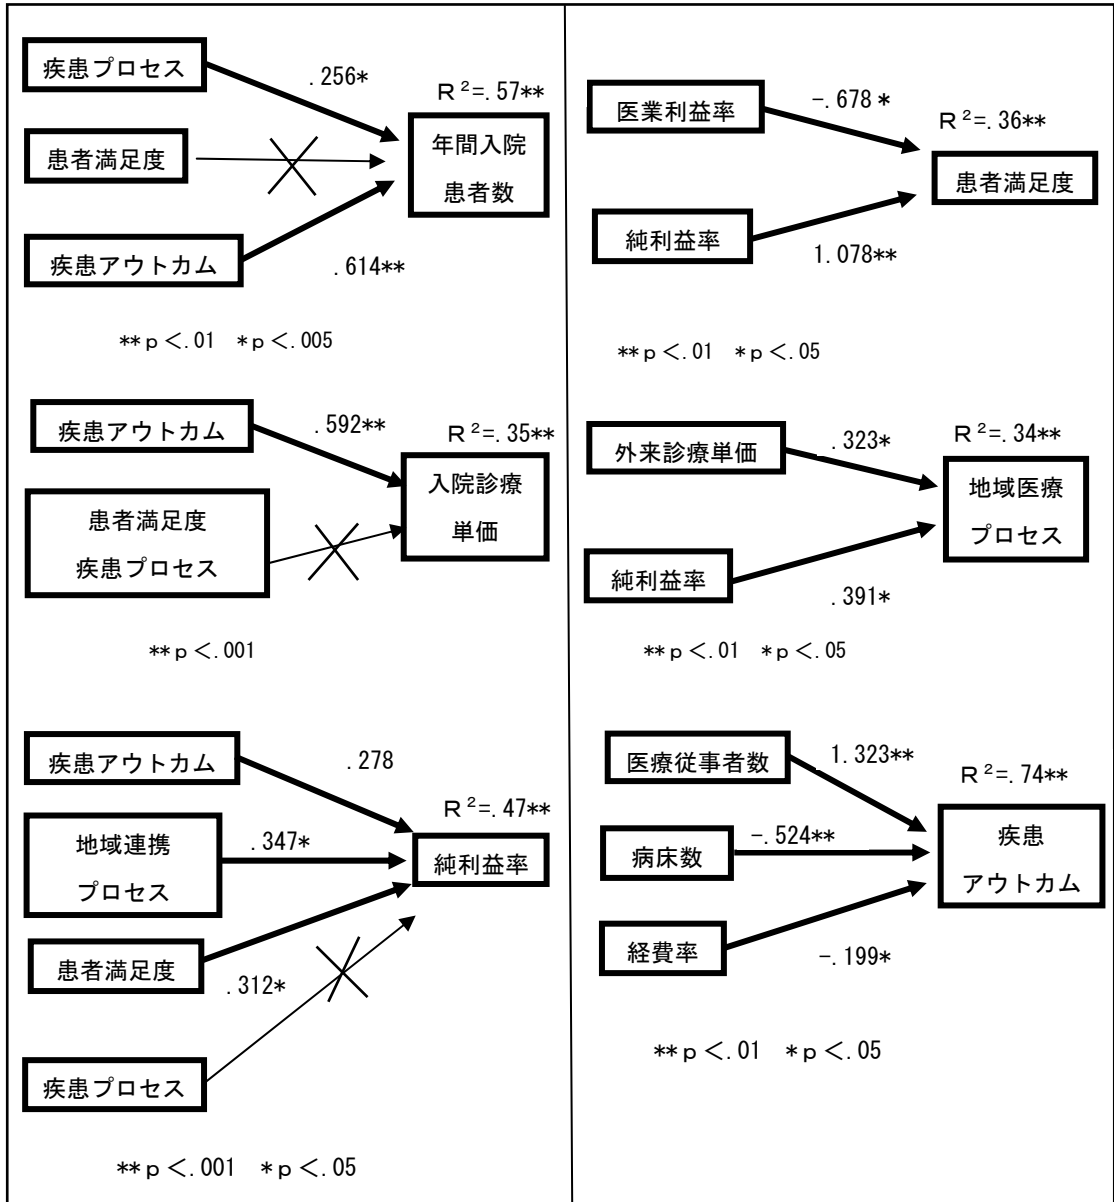 疾患プロセス
.256*
R²=.57**
患者満足度
年間入院
患者数
疾患アウトカム
.614**
**p<.01 *p<.005
疾患アウトカム
.592**
R²=.35**
患者満足度
疾患プロセス
入院診療
単価
**p<.001
疾患アウトカム
.278
R²=.47**
地域連携
プロセス
.347*
純利益率
患者満足度
.312*
疾患プロセス
**p<.001 *p<.05
医業利益率
-.678*
R²=.36**
患者満足度
純利益率
1.078**
**p<.01 *p<.05
外来診療単価
.323*
R²=.34**
地域医療
プロセス
純利益率
.391*
**p<.01 *p<.05
医療従事者数
1.323**
R²=.74**
病床数
-.524**
疾患
アウトカム
経費率
-.199*
**p<.01 *p<.05